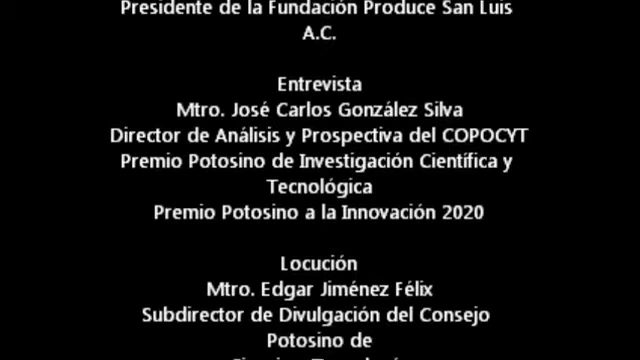 Presidente de la Fundación Produce San Luis
A.C.
Entrevista
Mtro. José Carlos González Silva
Director de Análisis y Prospectiva del COPOCYT
Premio Potosino de Investigación Científica y
Tecnológica
Premio Potosino a la Innovación 2020
Locución
Mtro. Edgar Jiménez Félix
Subdirector de Divulgación del Consejo
Potosino de